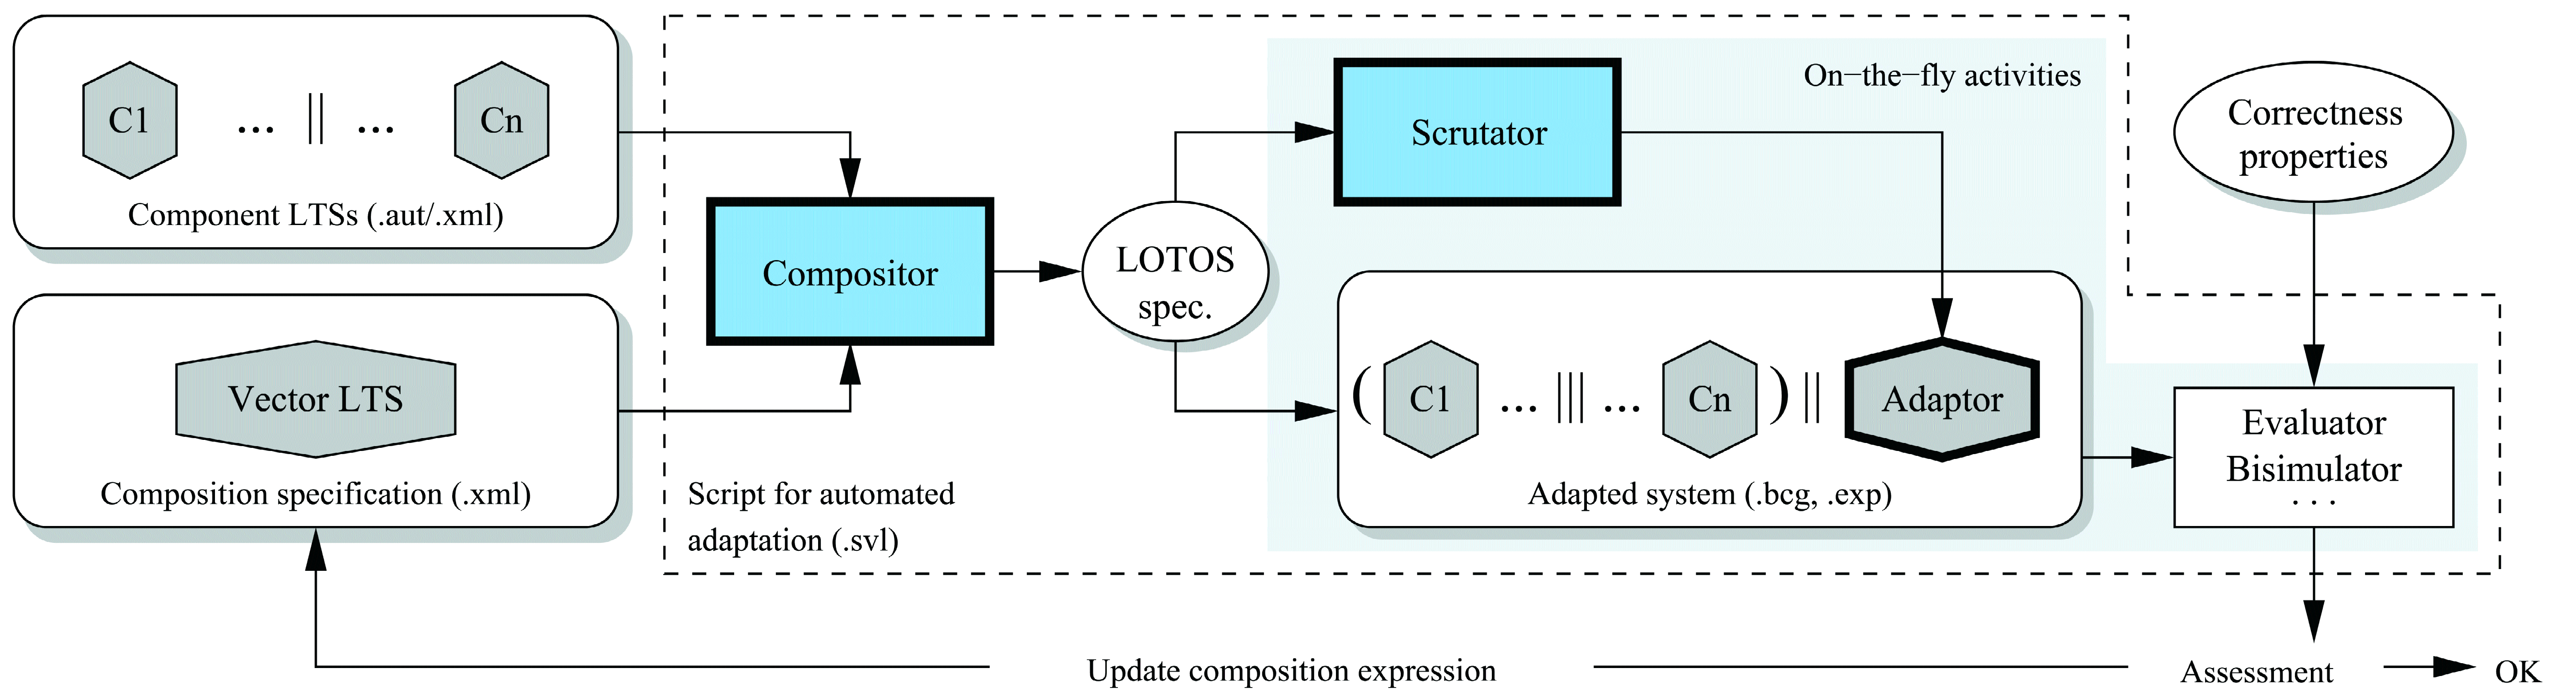 C1 ... || ... Cn
Component LTSs (.aut/.xml)
Vector LTS
Composition specification (.xml)
Compositor
Script for automated
adaptation (.svl)
LOTOS
spec.
Scrutator
On−the−fly activities
( C1 ... ||| ... Cn ) || Adaptor
Adapted system (.bcg, .exp)
Correctness
properties
Evaluator
Bisimulator
. . .
Update composition expression
Assessment
OK